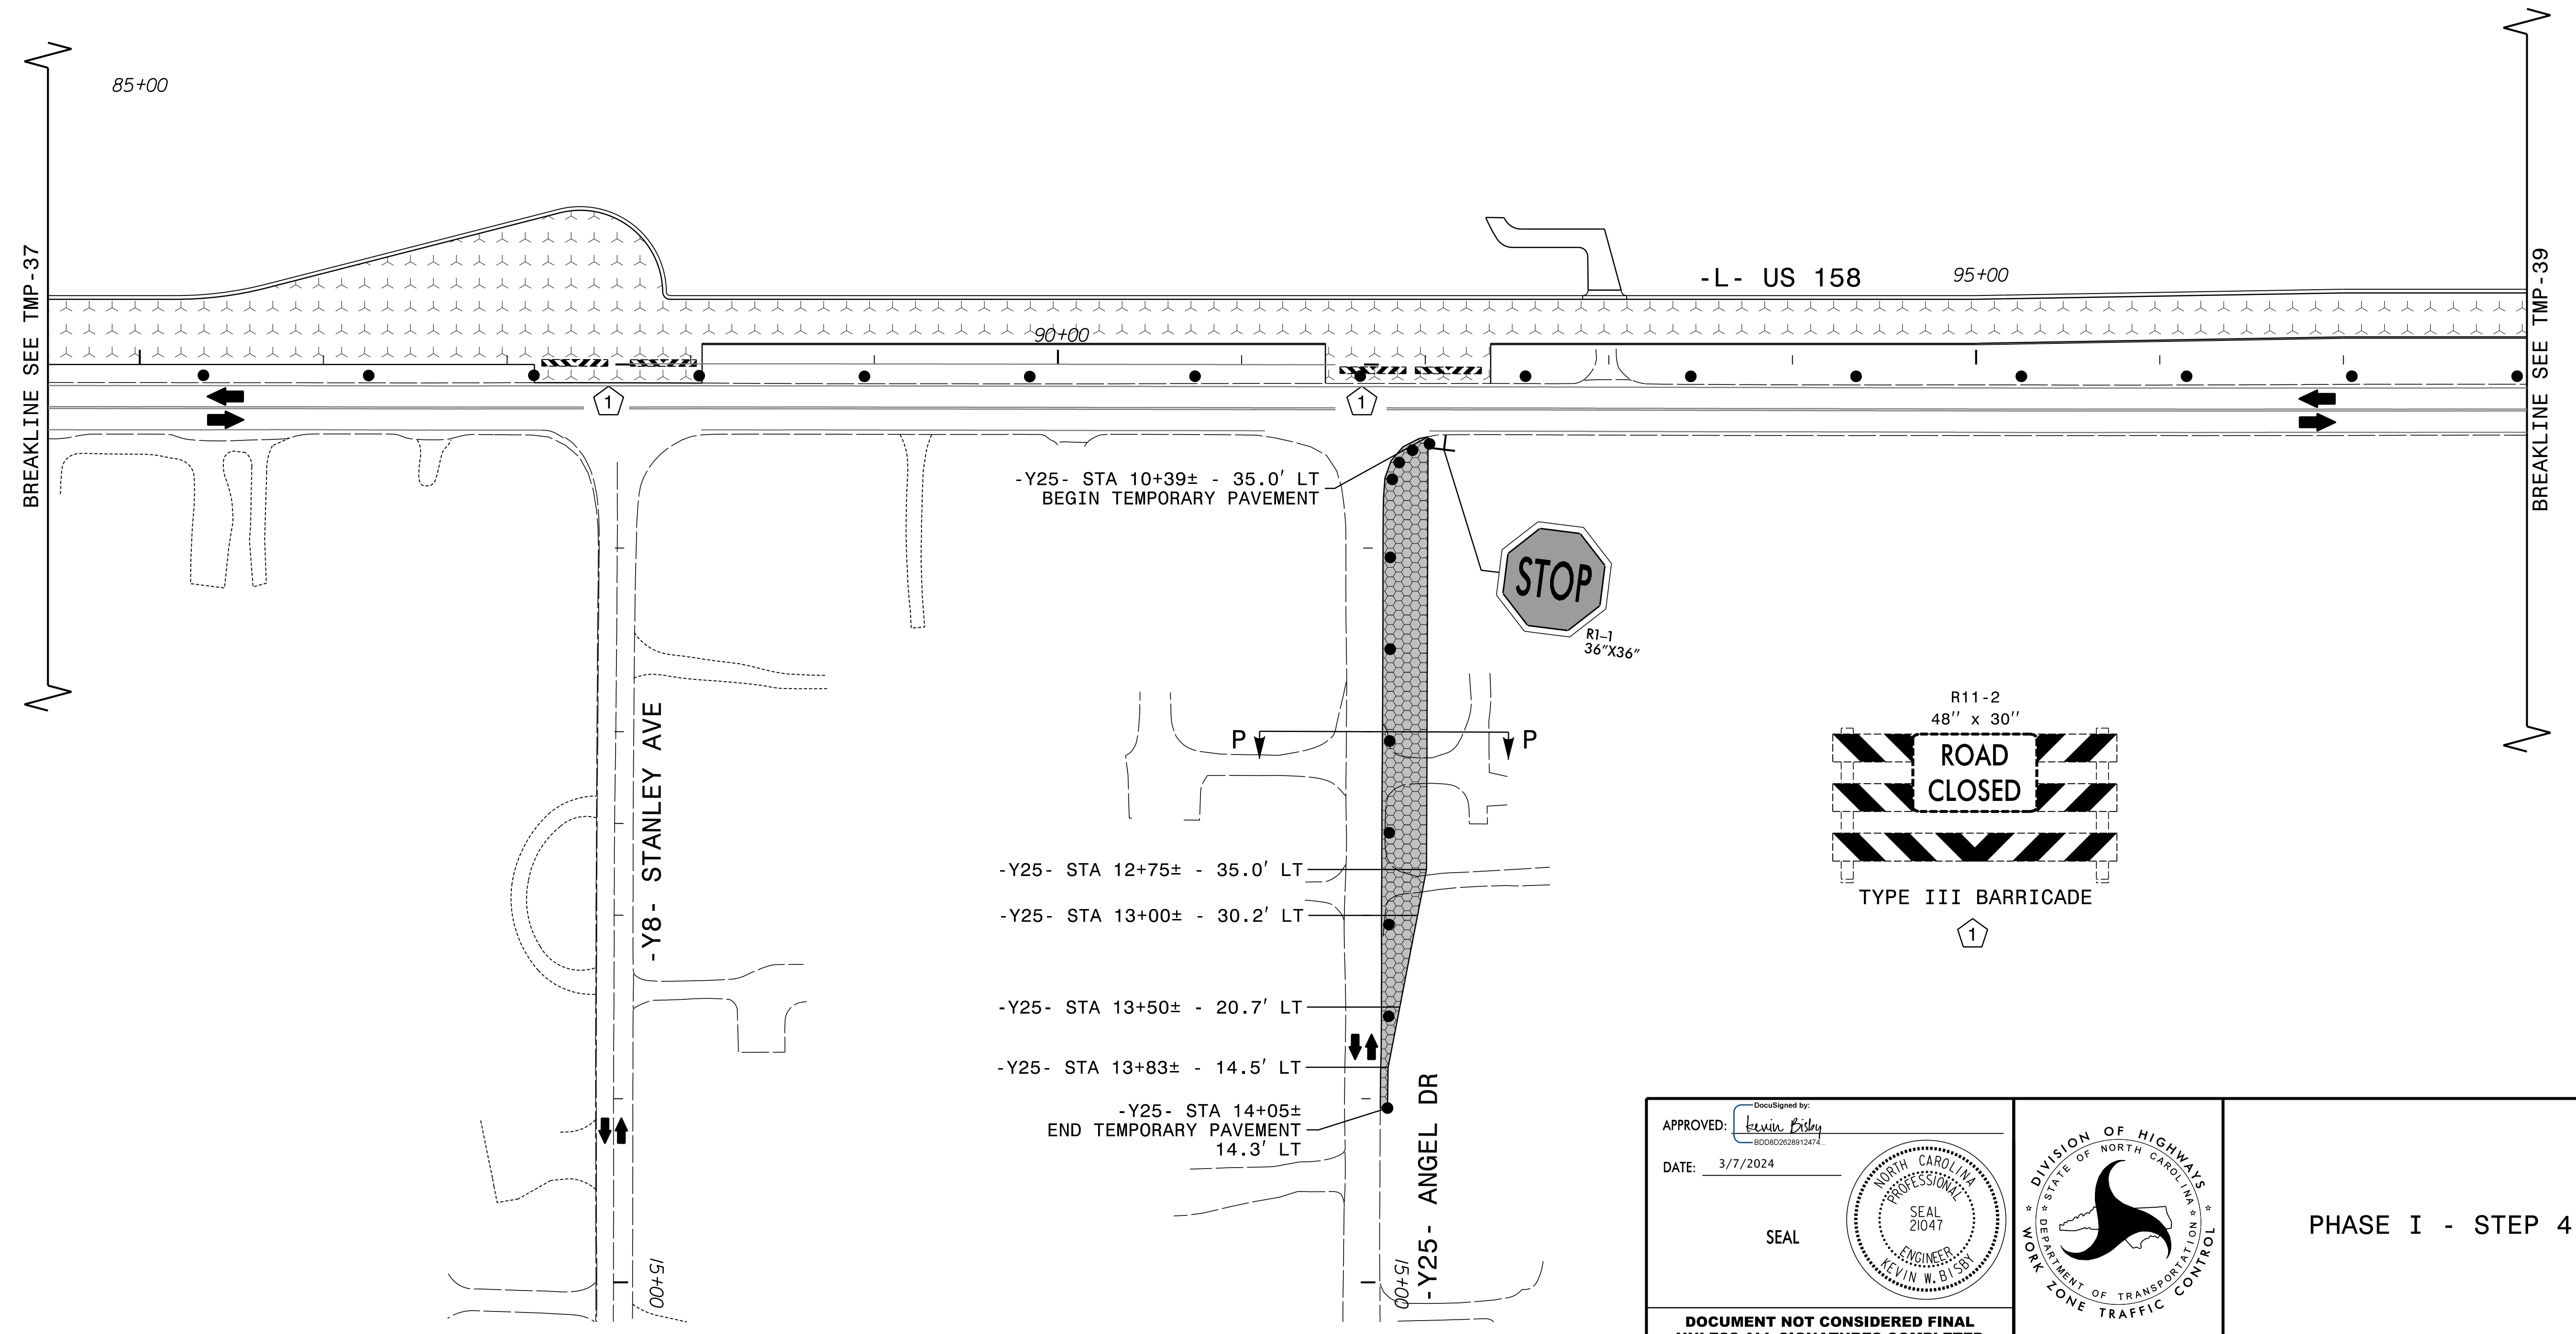 85+00
BREAKLINE SEE TMP-37
BREAKLINE SEE TMP-39
-L- US 158
95+00
90+00
1
1
-Y25- STA 10+39± - 35.0' LT
BEGIN TEMPORARY PAVEMENT
STOP
R1-1
36"X36"
-Y8- STANLEY AVE
P
P
R11-2
48'' x 30''
ROAD
CLOSED
TYPE III BARRICADE
1
-Y25- STA 12+75± - 35.0' LT
-Y25- STA 13+00± - 30.2' LT
-Y25- STA 13+50± - 20.7' LT
-Y25- STA 13+83± - 14.5' LT
-Y25- STA 14+05±
END TEMPORARY PAVEMENT
14.3' LT
-Y25- ANGEL DR
15+00
15+00
APPROVED:
DocuSigned by:
Kevin Bisby
BDD8D2628912474...
DATE: 3/7/2024
SEAL
NORTH CAROLINA
PROFESSIONAL
SEAL
21047
ENGINEER
KEVIN W. BISBY
DOCUMENT NOT CONSIDERED FINAL
UNLESS ALL SIGNATURES COMPLETED
DIVISION OF HIGHWAYS
STATE OF NORTH CAROLINA
DEPARTMENT OF TRANSPORTATION
WORK ZONE TRAFFIC CONTROL
PHASE I - STEP 4